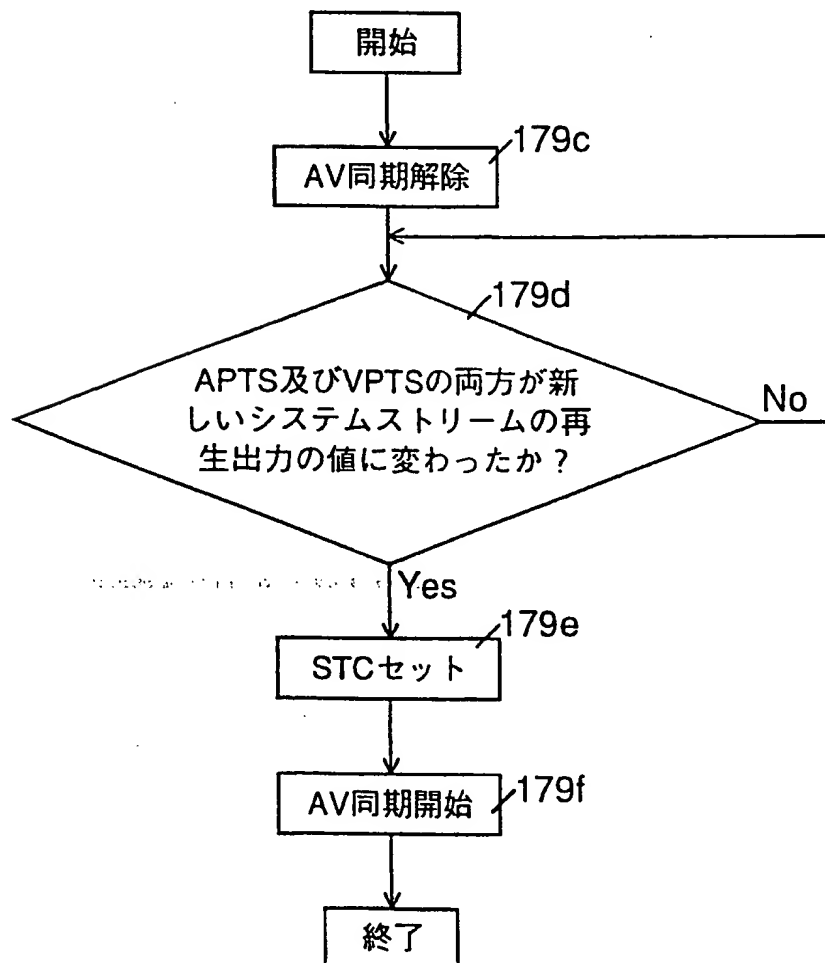 開始
179c
AV同期解除
179d
APTS及びVPTSの両方が新
しいシステムストリームの再
生出力の値に変わったか？
No
Yes
179e
STCセット
179f
AV同期開始
終了